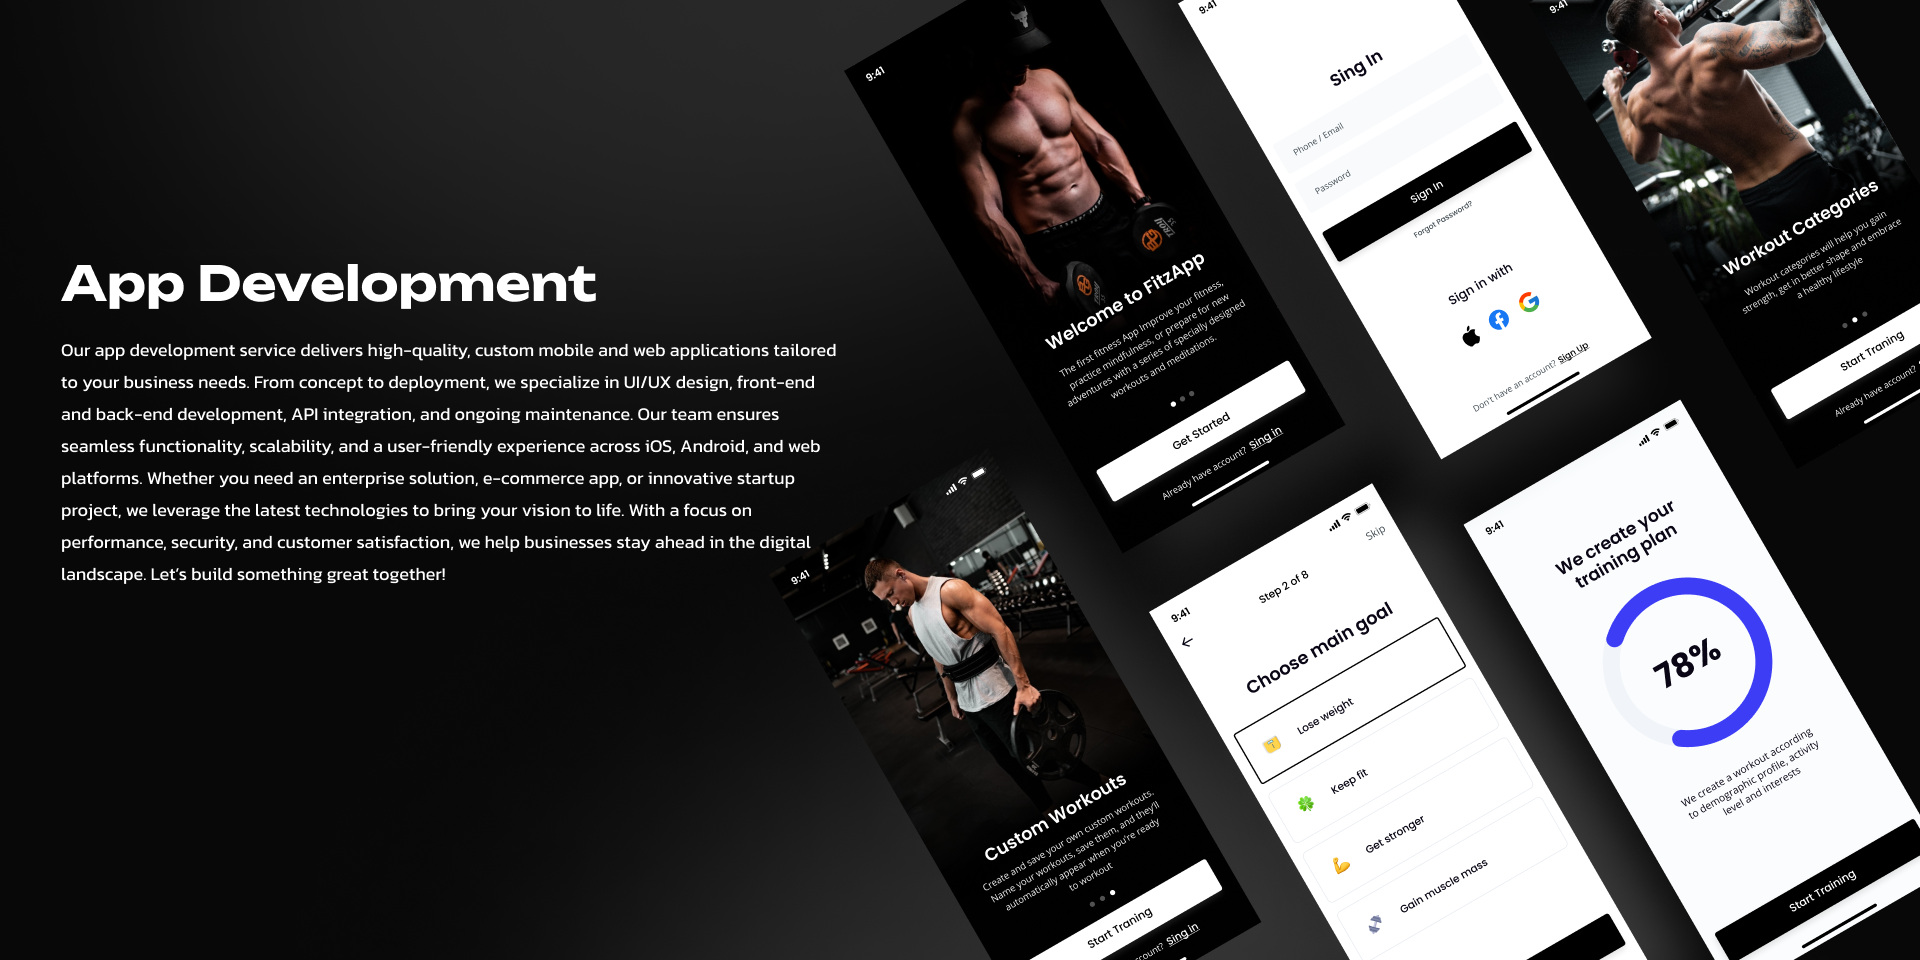 App Development
Our app development service delivers high-quality, custom mobile and web applications tailored
to your business needs. From concept to deployment, we specialize in UI/UX design, front-end
and back-end development, API integration, and ongoing maintenance. Our team ensures
seamless functionality, scalability, and a user-friendly experience across iOS, Android, and web
platforms. Whether you need an enterprise solution, e-commerce app, or innovative startup
project, we leverage the latest technologies to bring your vision to life. With a focus on
performance, security, and customer satisfaction, we help businesses stay ahead in the digital
landscape. Let's build something great together!
9:41
TROY
Welcome to FitzApp
The first fitness App Improve your fitness,
practice mindfulness, or prepare for new
adventures with a series of specially designed
workouts and meditations.
Get Started
Already have account? Sing in
9:41
Sing In
Phone / Email
Password
Sign In
Forgot Password?
Sign in with
Don't have an account? Sign Up
9:41
Workout Categories
Workout categories will help you gain
strength, get in better shape and embrace
a healthy lifestyle
Start Traning
Already have account?
9:41
Custom Workouts
Create and save your own custom workouts.
Name your workouts, save them, and they'll
automatically appear when you're ready
to workout
Start Traning
count? Sing in
9:41
Skip
Step 2 of 8
Choose main goal
Lose weight
Keep fit
Get stronger
Gain muscle mass
9:41
We create your
training plan
78%
We create a workout according
to demographic profile, activity
level and interests
Start Training